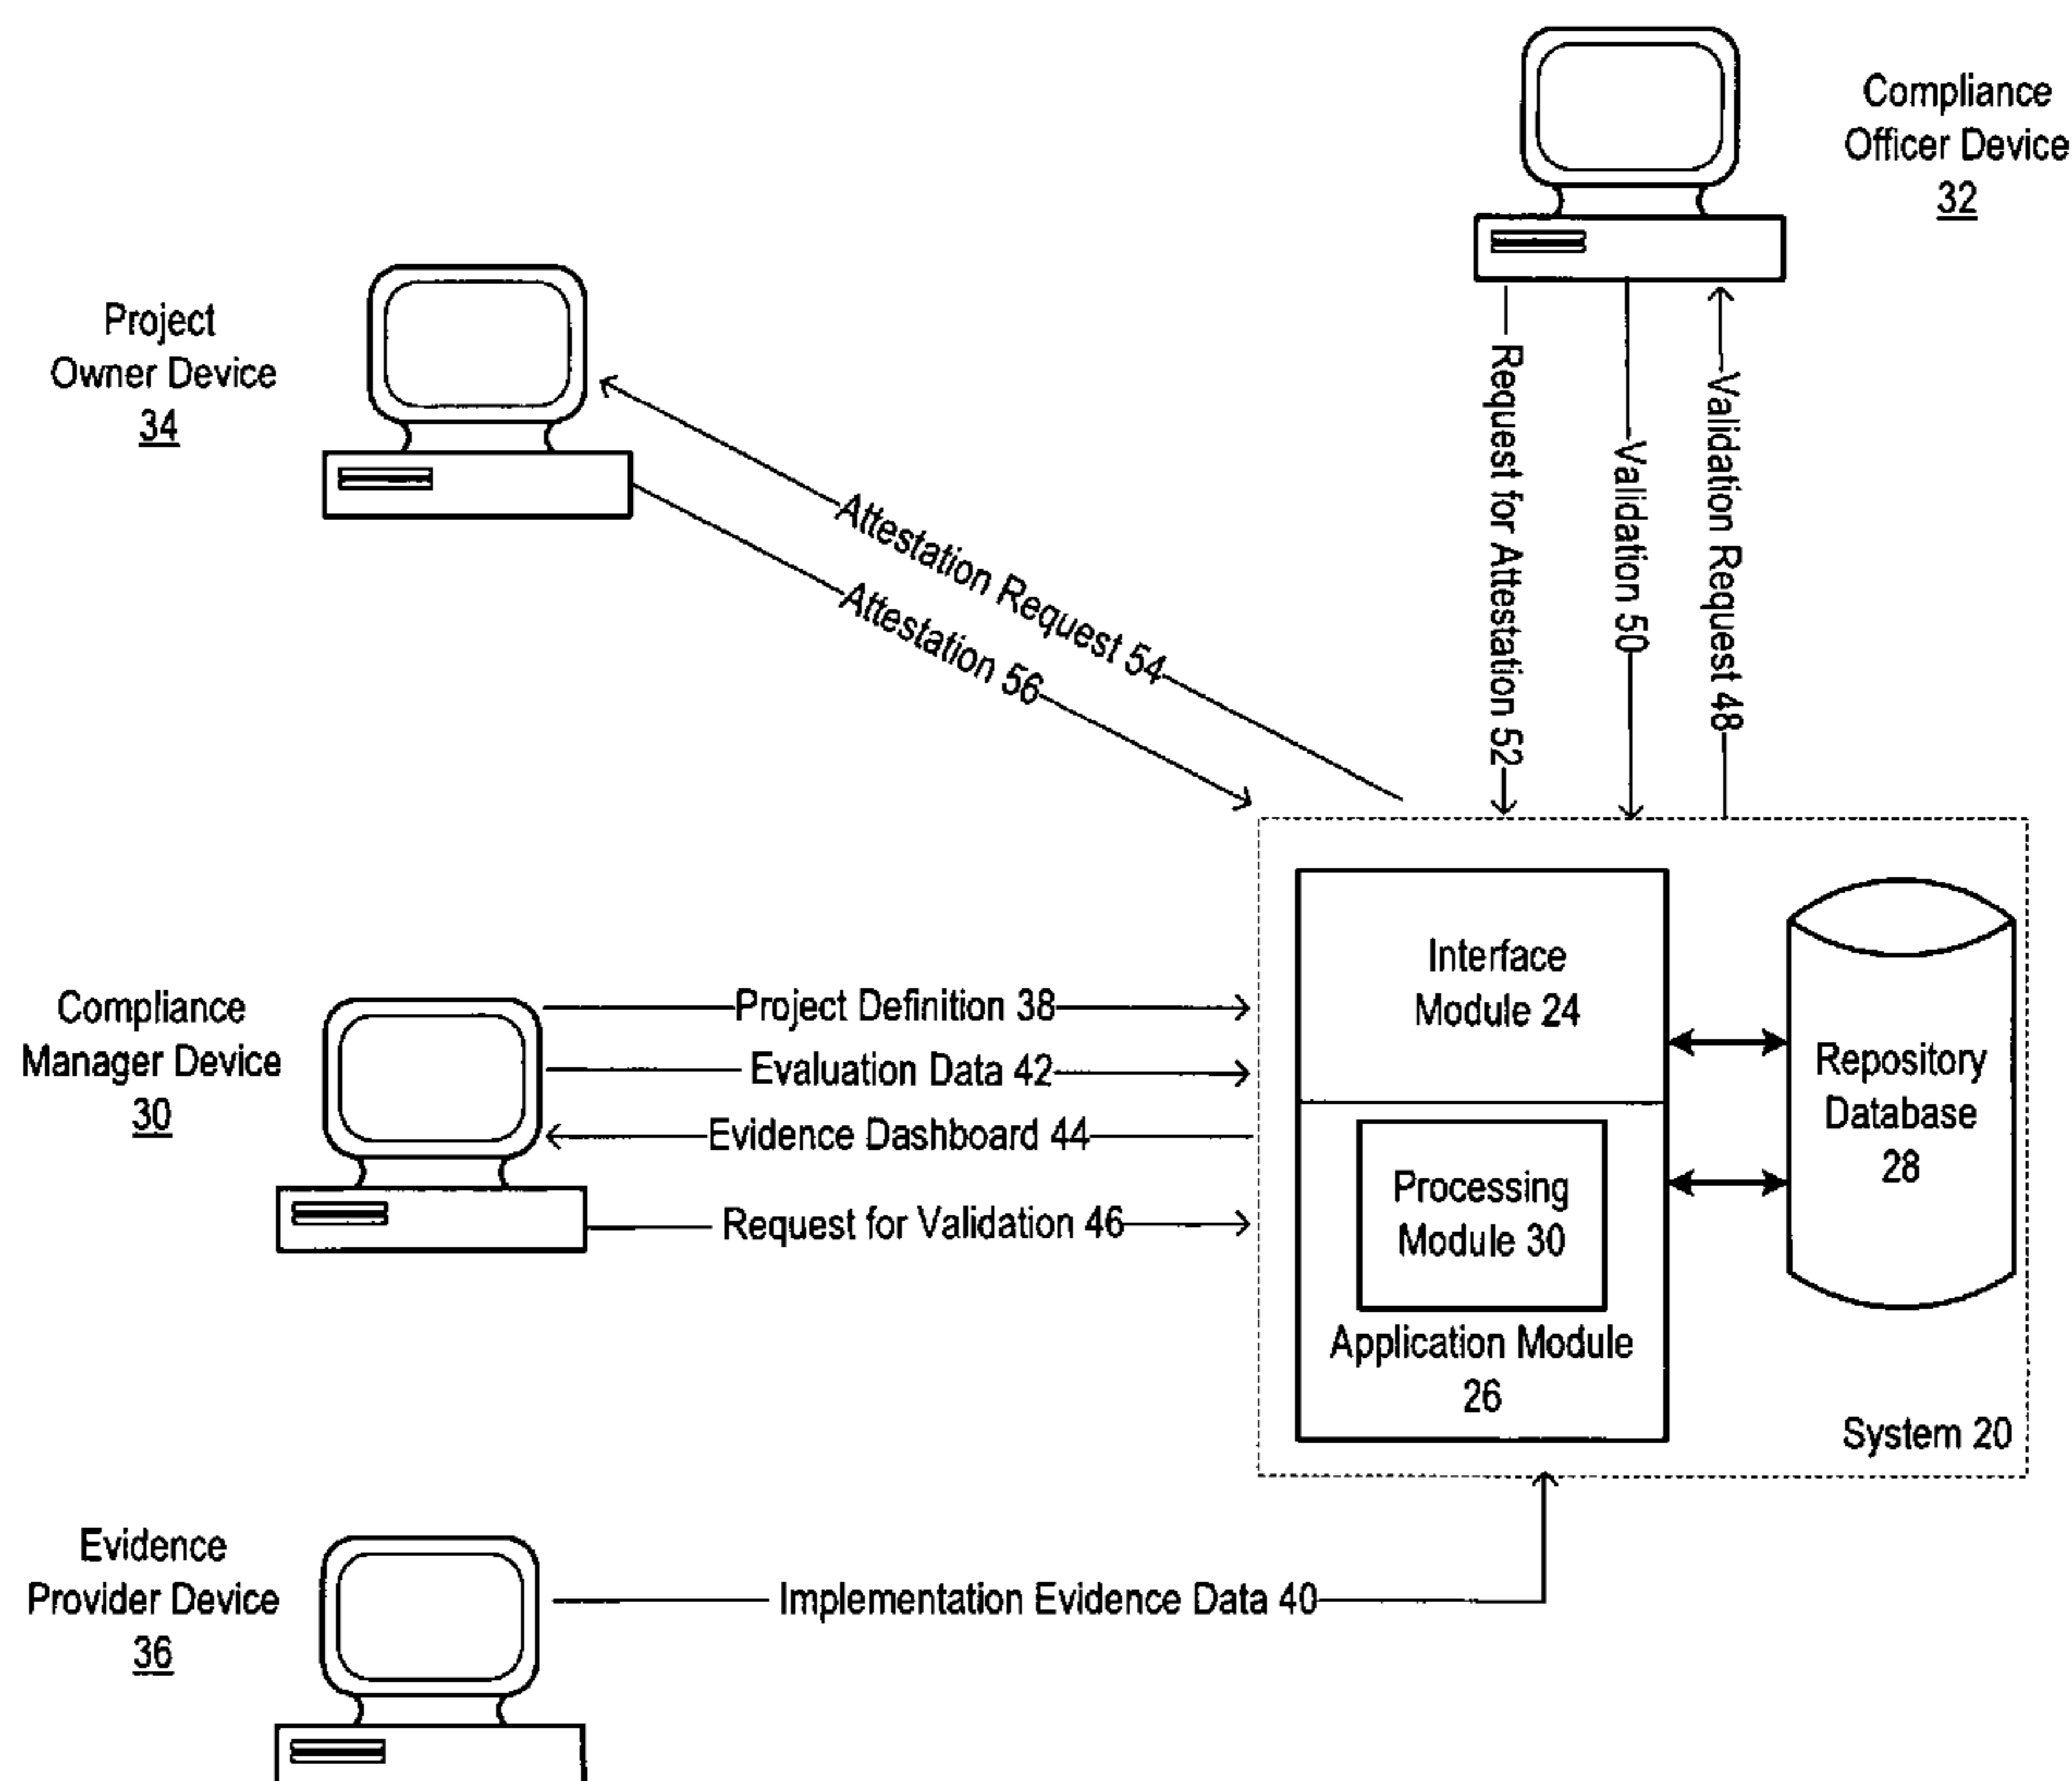 Compliance
Officer Device
32
Project
Owner Device
34
Request for Attestation 52
Validation 50
Validation Request 48
Attestation Request 54
Attestation 56
Compliance
Manager Device
30
Project Definition 38
Evaluation Data 42
Evidence Dashboard 44
Request for Validation 46
Interface
Module 24
Processing
Module 30
Application Module
26
Repository
Database
28
System 20
Evidence
Provider Device
36
Implementation Evidence Data 40